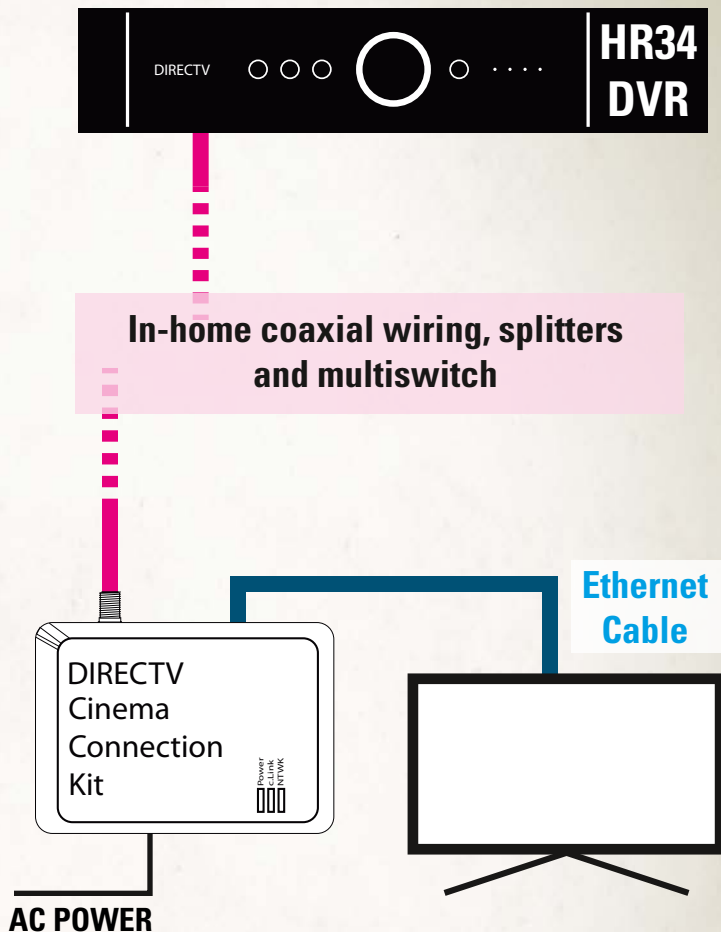 DIRECTV
HR34
DVR
In-home coaxial wiring, splitters
and multiswitch
Ethernet
Cable
DIRECTV
Cinema
Connection
Kit
Power
c.Link
NTWK
AC POWER